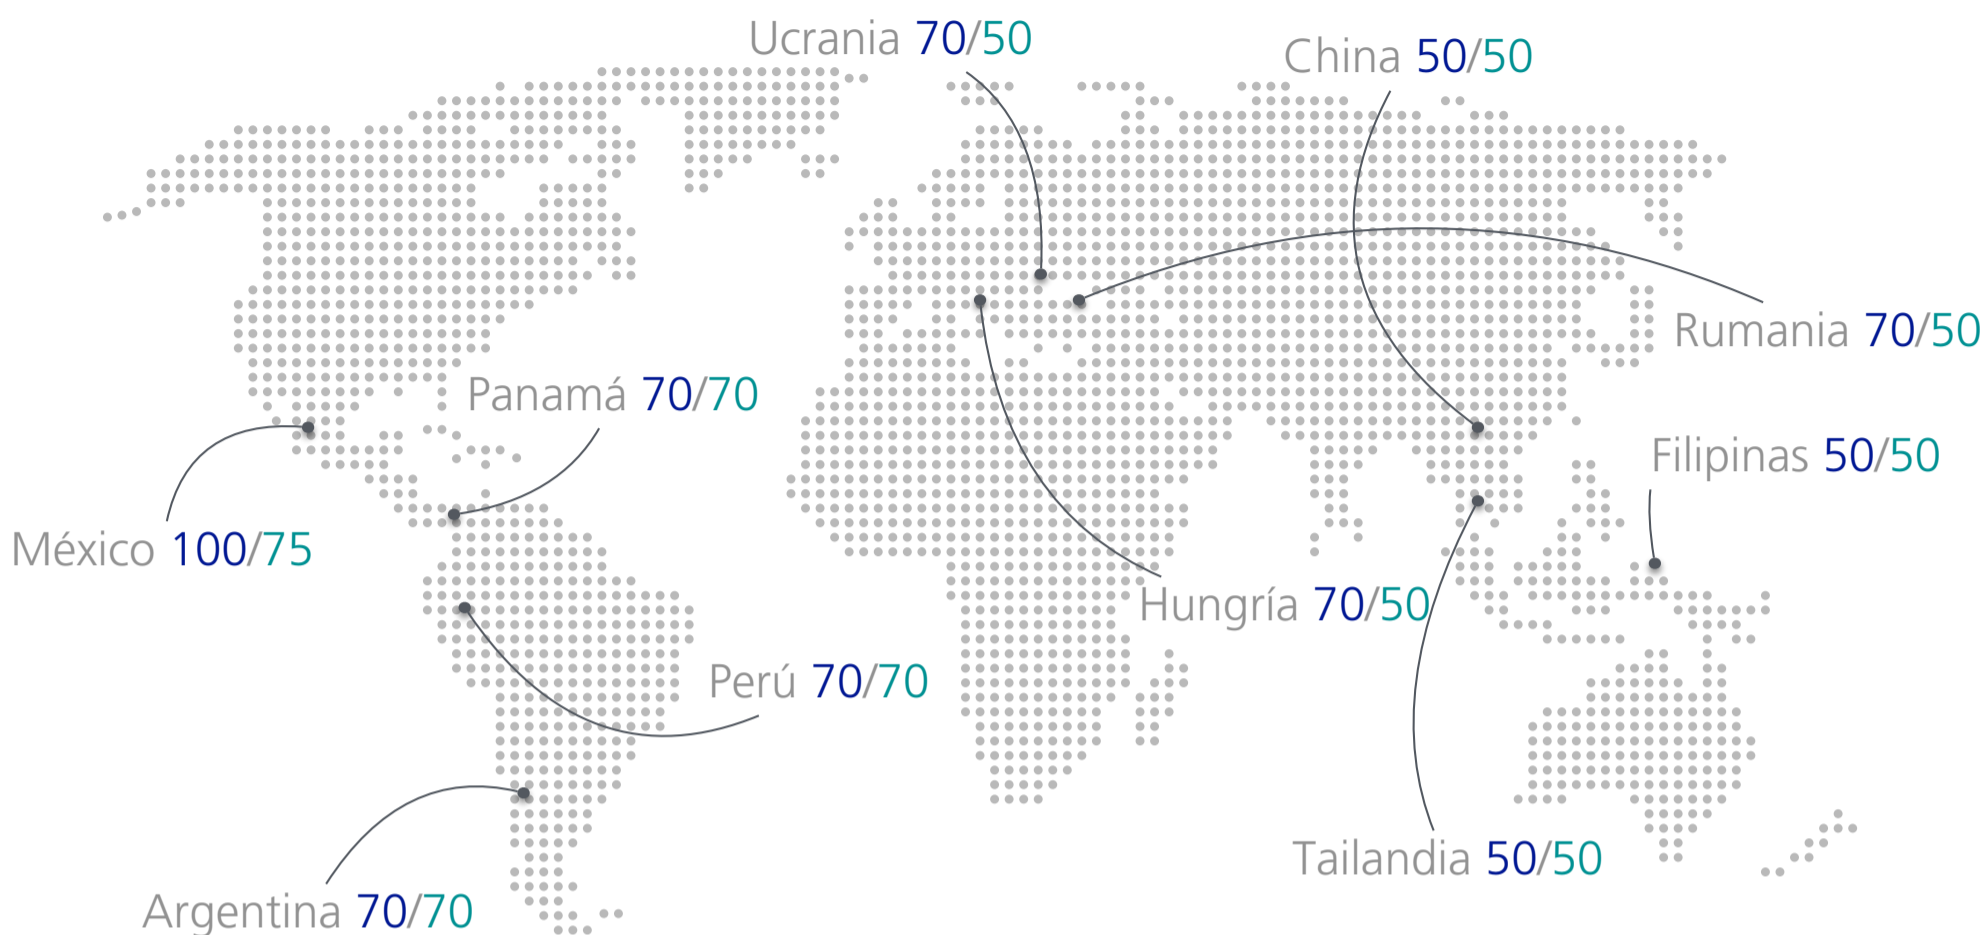 Ucrania 70/50
China 50/50
Rumania 70/50
Panamá 70/70
Filipinas 50/50
México 100/75
Hungría 70/50
Perú 70/70
Tailandia 50/50
Argentina 70/70